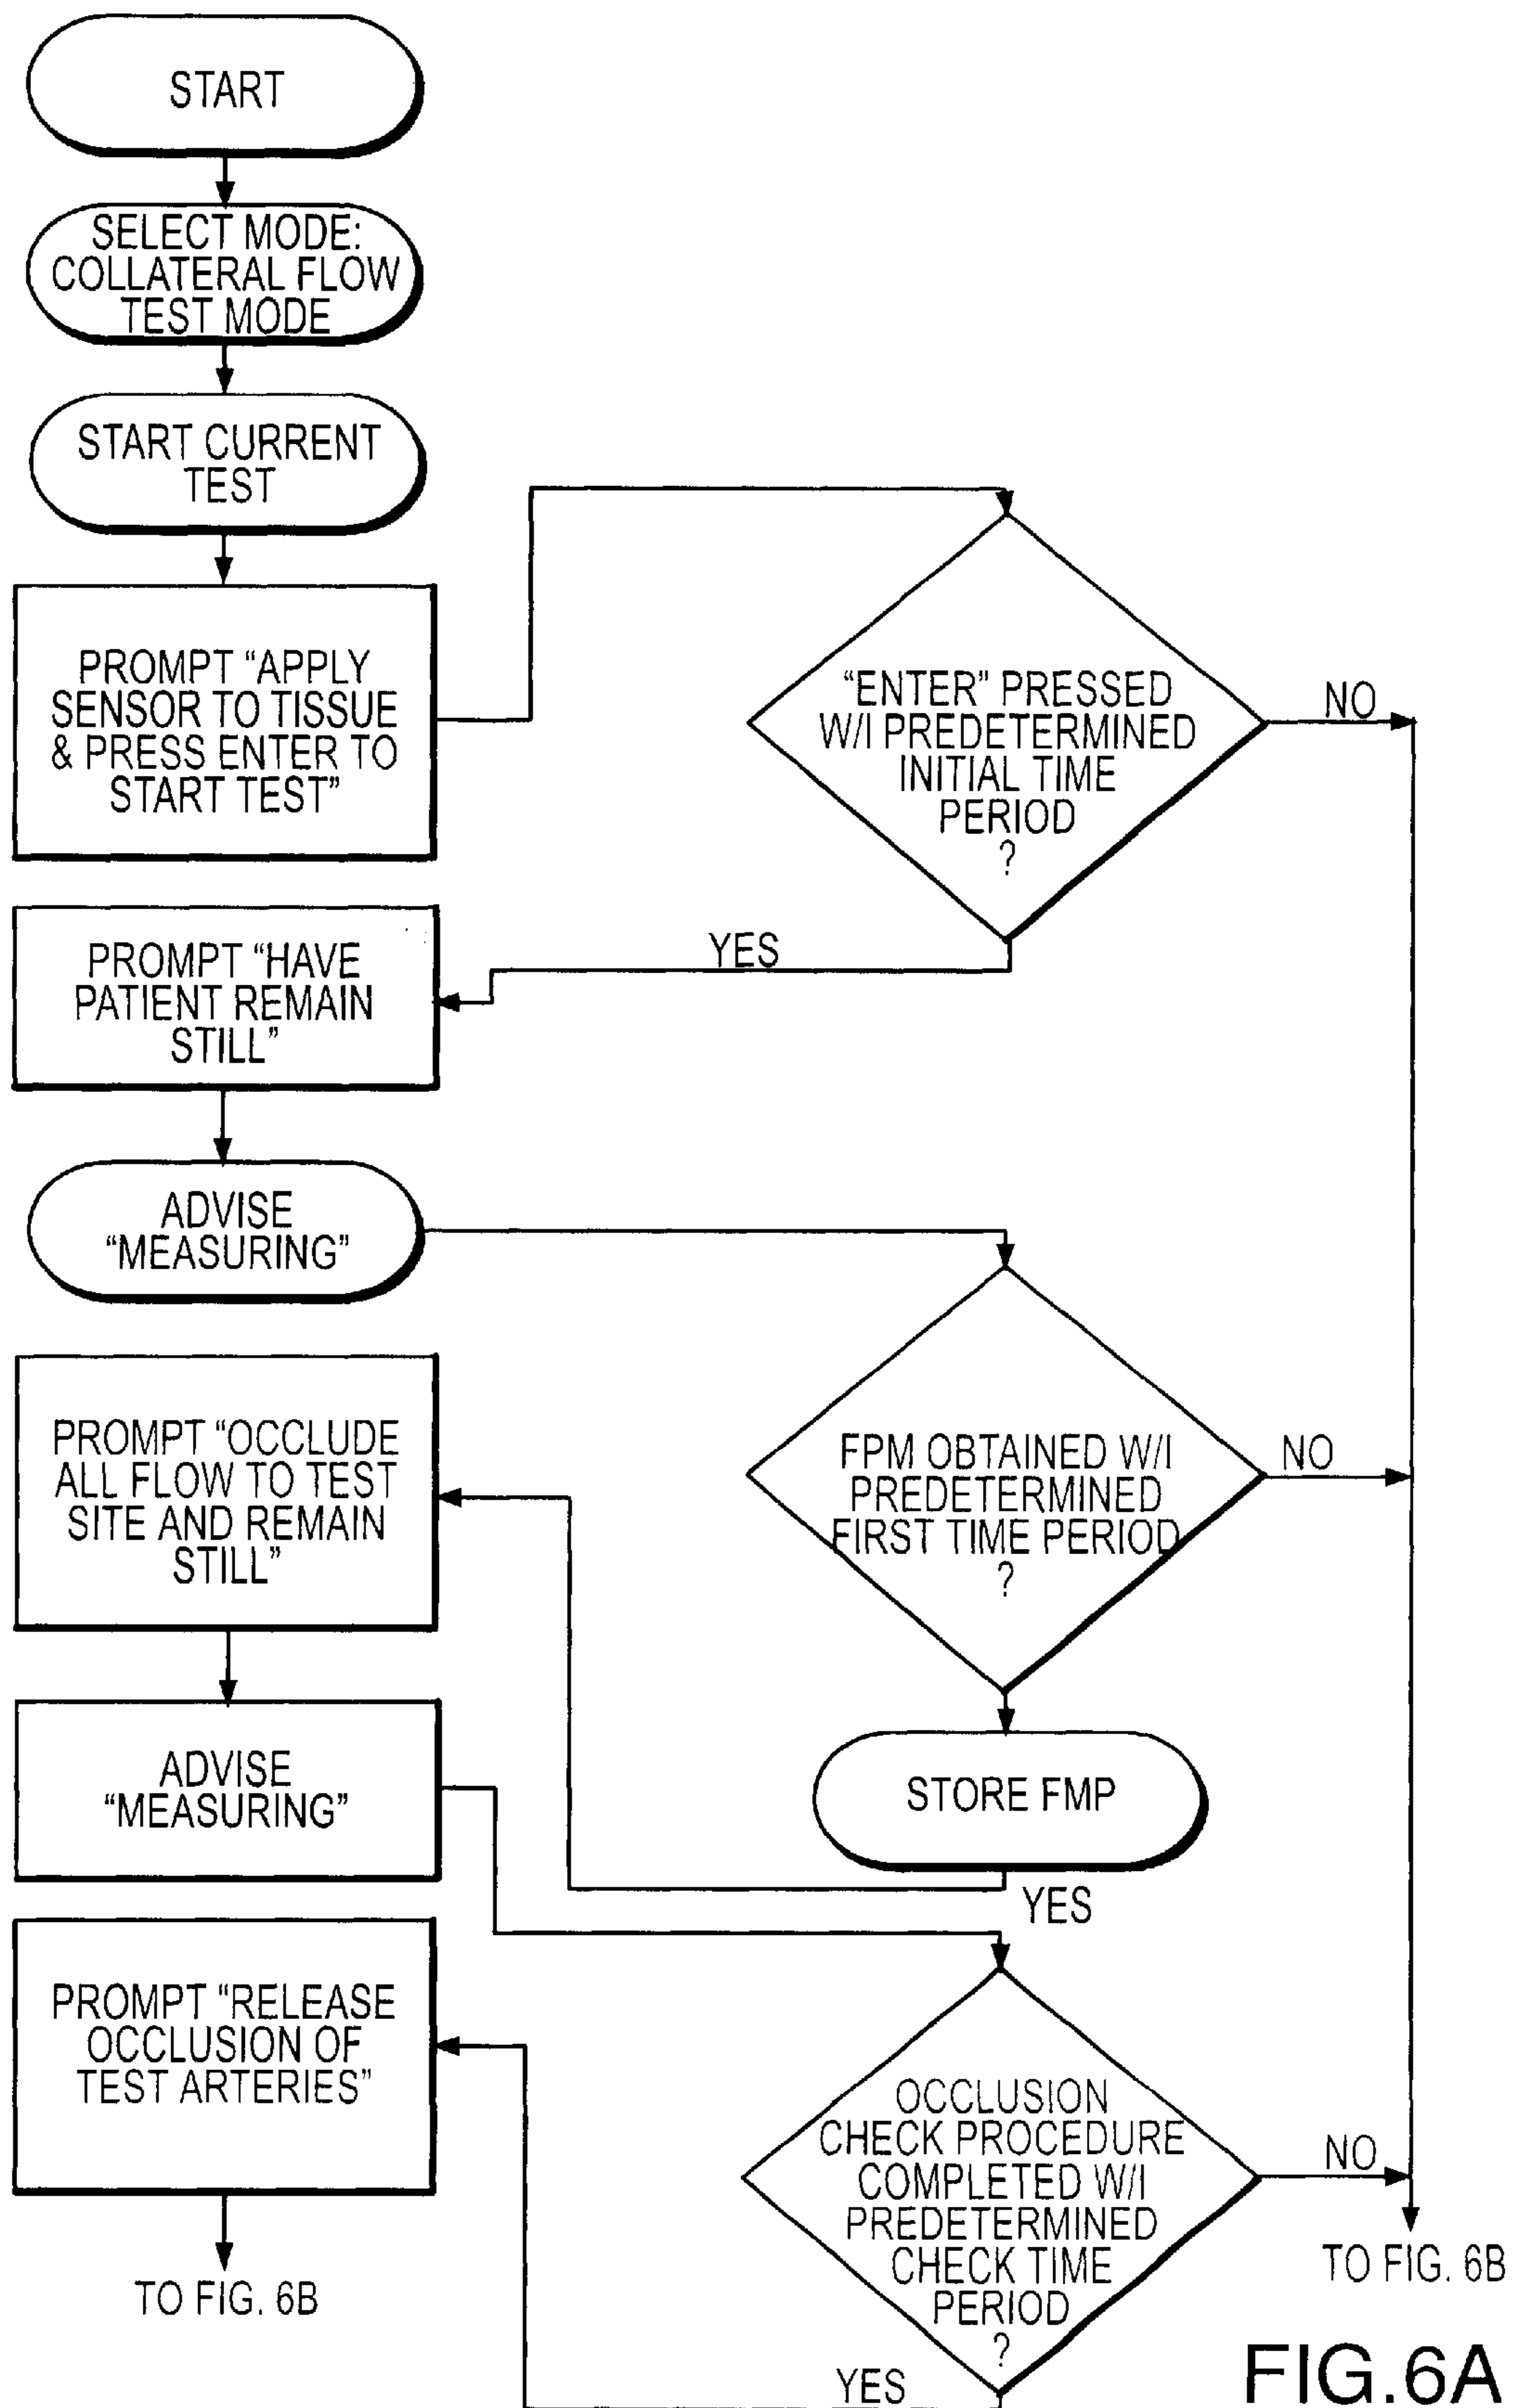 START
SELECT MODE:
COLLATERAL FLOW
TEST MODE
START CURRENT
TEST
PROMPT “APPLY
SENSOR TO TISSUE
& PRESS ENTER TO
START TEST”
“ENTER” PRESSED
W/I PREDETERMINED
INITIAL TIME
PERIOD
?
NO
YES
PROMPT “HAVE
PATIENT REMAIN
STILL”
ADVISE
“MEASURING”
FPM OBTAINED W/I
PREDETERMINED
FIRST TIME PERIOD
?
NO
STORE FMP
YES
PROMPT “OCCLUDE
ALL FLOW TO TEST
SITE AND REMAIN
STILL”
ADVISE
“MEASURING”
OCCLUSION
CHECK PROCEDURE
COMPLETED W/I
PREDETERMINED
CHECK TIME
PERIOD
?
NO
YES
PROMPT “RELEASE
OCCLUSION OF
TEST ARTERIES”
TO FIG. 6B
TO FIG. 6B
FIG.6A